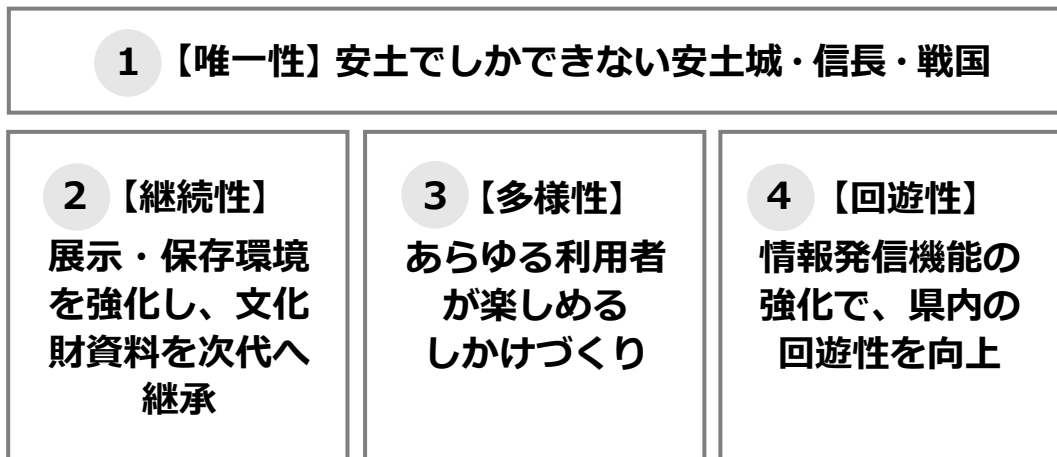 1 【唯一性】安土でしかできない安土城・信長・戦国
2 【継続性】
展示・保存環境
を強化し、文化
財資料を次代へ
継承
3 【多様性】
あらゆる利用者
が楽しめる
しかけづくり
4 【回遊性】
情報発信機能の
強化で、県内の
回遊性を向上